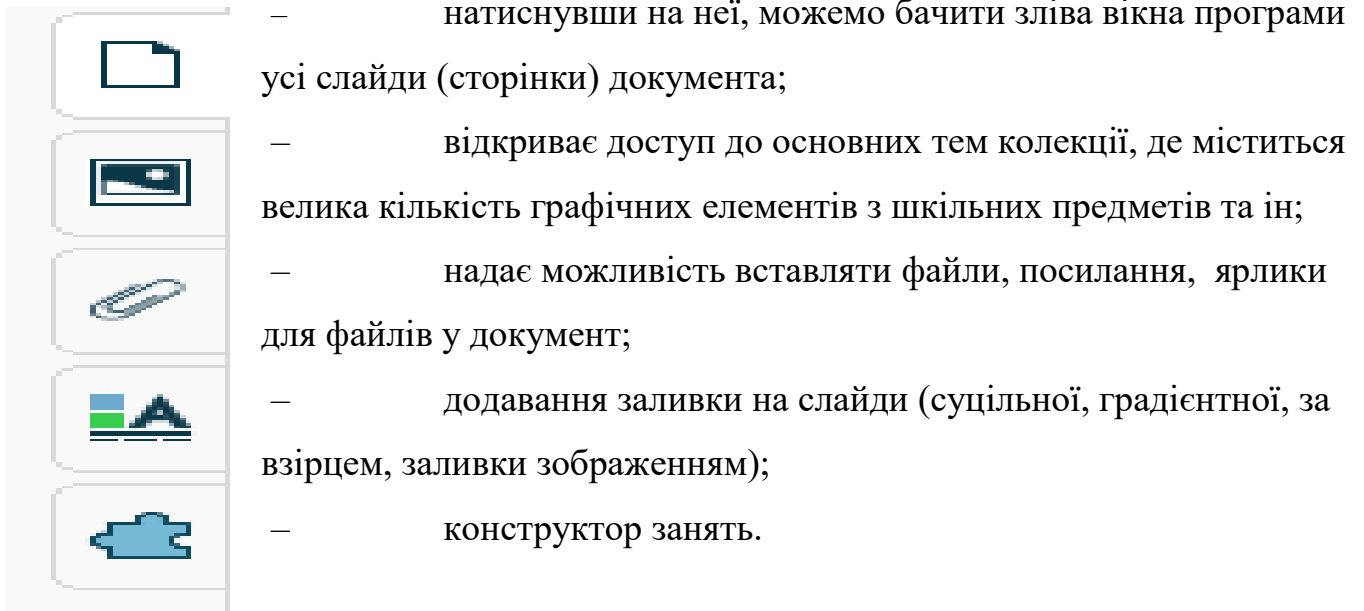 – натиснувши на неї, можемо бачити зліва вікна програми
усі слайди (сторінки) документа;
– відкриває доступ до основних тем колекції, де міститься
велика кількість графічних елементів з шкільних предметів та ін;
– надає можливість вставляти файли, посилання, ярлики
для файлів у документ;
– додавання заливки на слайди (суцільної, градієнтної, за
взірцем, заливки зображенням);
– конструктор занять.